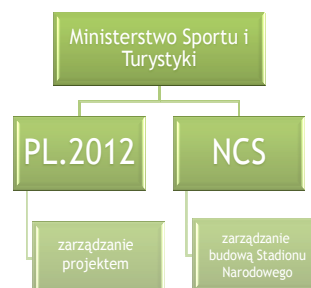 Ministerstwo Sportu i
Turystyki
PL.2012
NCS
zarządzanie
projektem
zarządzanie
budową Stadionu
Narodowego